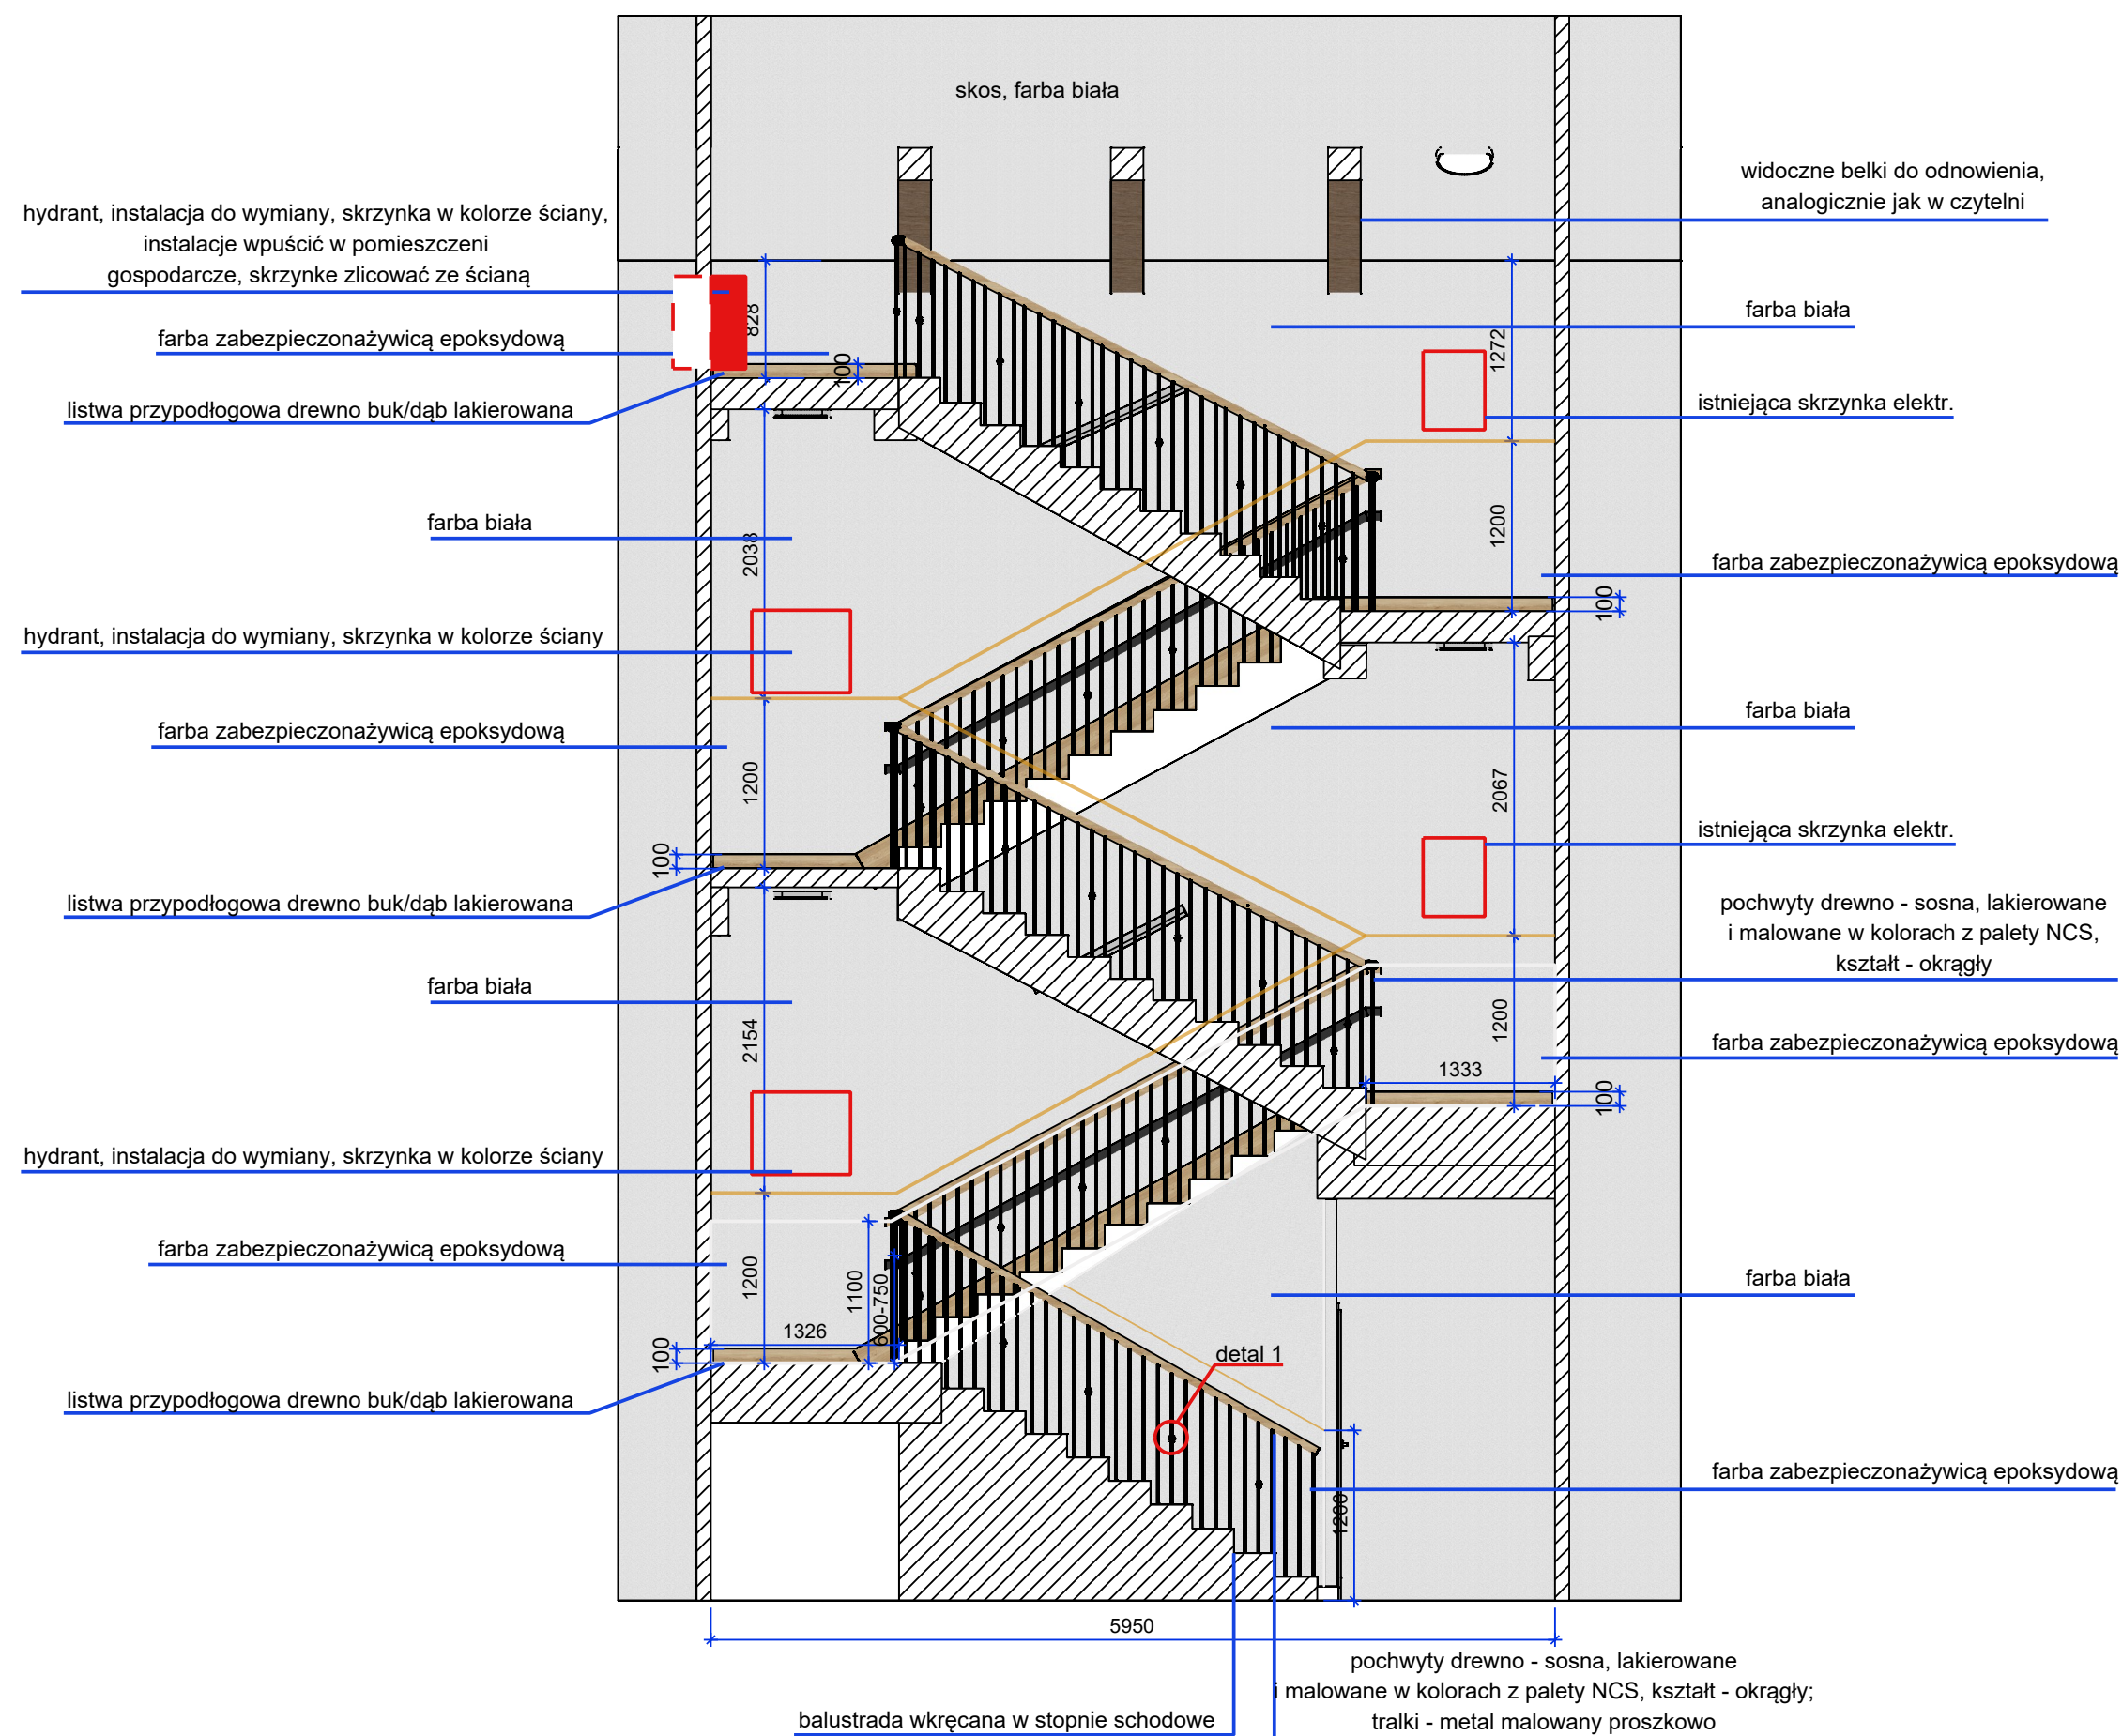 skos, farba biała
widoczne belki do odnowienia,
analogicznie jak w czytelni
hydrant, instalacja do wymiany, skrzynka w kolorze ściany,
instalacje wpuścić w pomieszczeni
gospodarcze, skrzynke zlicować ze ścianą
farba biała
828
1272
farba zabezpieczonażywicą epoksydową
100
istniejąca skrzynka elektr.
listwa przypodłogowa drewno buk/dąb lakierowana
farba biała
2038
1200
farba zabezpieczonażywicą epoksydową
100
hydrant, instalacja do wymiany, skrzynka w kolorze ściany
farba biała
farba zabezpieczonażywicą epoksydową
1200
2067
istniejąca skrzynka elektr.
100
listwa przypodłogowa drewno buk/dąb lakierowana
pochwyty drewno - sosna, lakierowane
i malowane w kolorach z palety NCS,
kształt - okrągły
farba biała
2154
1200
farba zabezpieczonażywicą epoksydową
1333
100
hydrant, instalacja do wymiany, skrzynka w kolorze ściany
farba zabezpieczonażywicą epoksydową
1200
1100
600-750
farba biała
1326
100
detal 1
listwa przypodłogowa drewno buk/dąb lakierowana
farba zabezpieczonażywicą epoksydową
1200
5950
pochwyty drewno - sosna, lakierowane
i malowane w kolorach z palety NCS, kształt - okrągły;
tralki - metal malowany proszkowo
balustrada wkręcana w stopnie schodowe